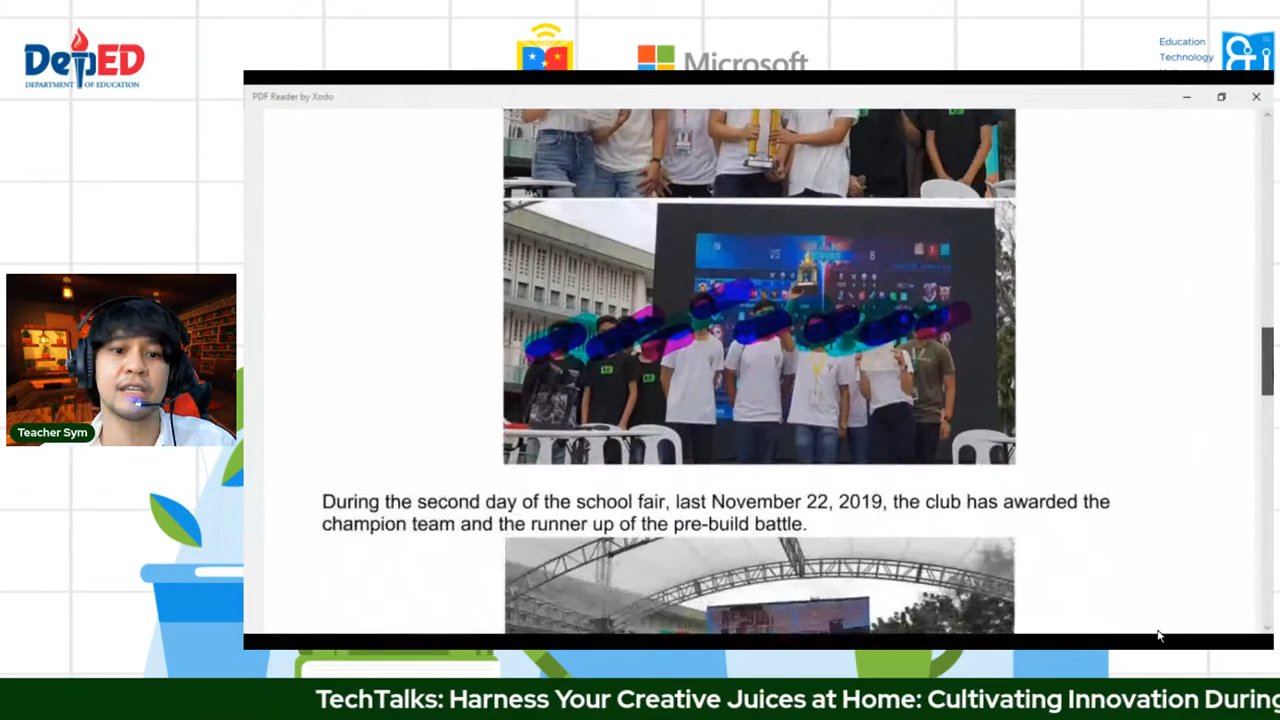 DepED
DEPARTMENT OF EDUCATION
Microsoft
Education
Technology
PDF Reader by Xodo
25
8
Teacher Sym
During the second day of the school fair, last November 22, 2019, the club has awarded the
champion team and the runner up of the pre-build battle.
TechTalks: Harness Your Creative Juices at Home: Cultivating Innovation During